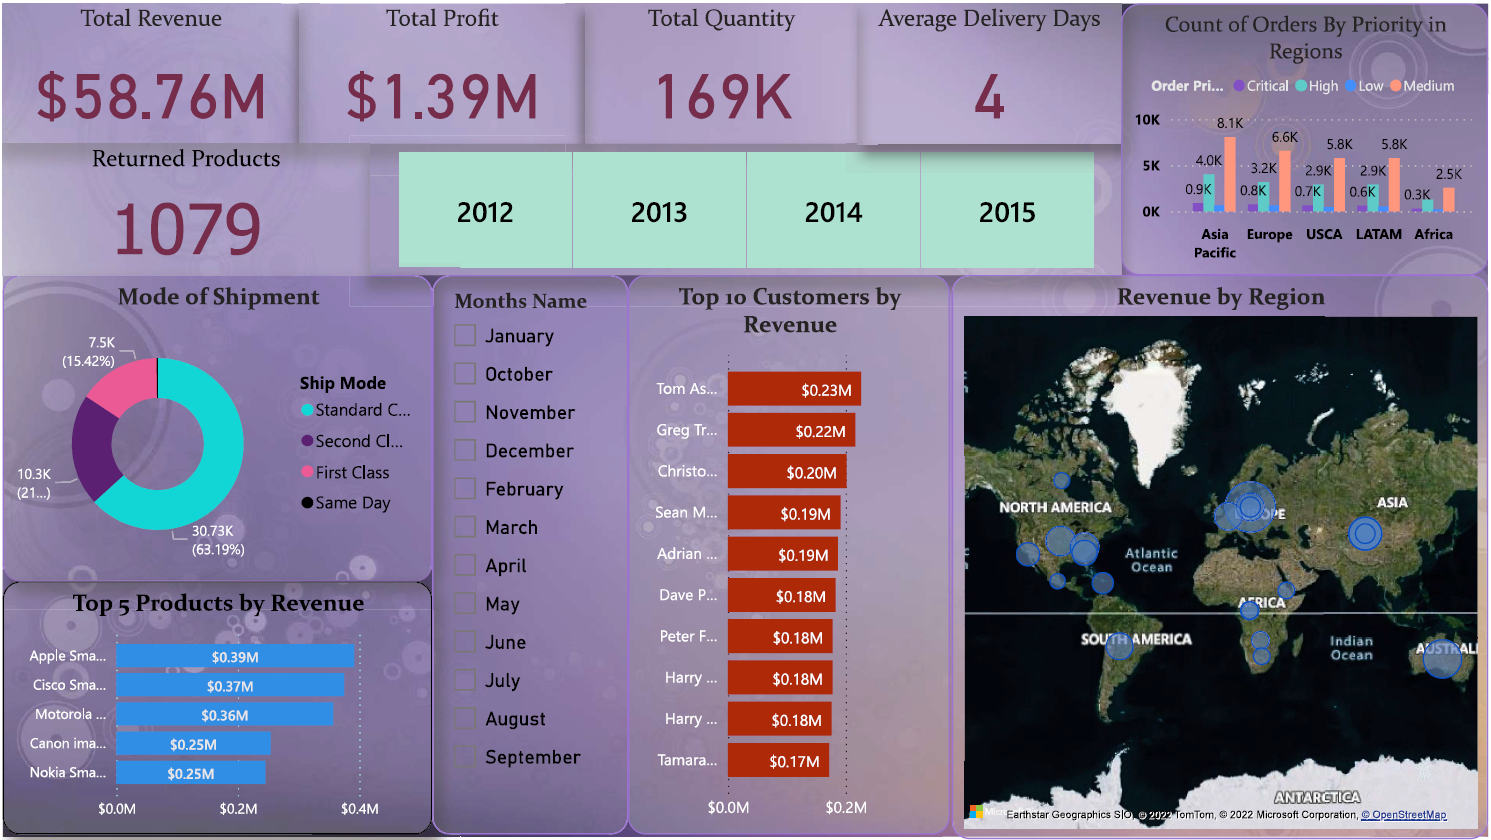 Total Revenue
$58.76M
Total Profit
$1.39M
Total Quantity
169K
Average Delivery Days
4
Count of Orders By Priority in
Regions
Order Pri... Critical High Low Medium
10K
5K
0K
0.9K
4.0K
8.1K
0.8K
3.2K
6.6K
0.7K
2.9K
5.8K
0.6K
2.9K
5.8K
0.3K
2.5K
Asia
Pacific
Europe
USCA
LATAM
Africa
Returned Products
1079
2012
2013
2014
2015
Mode of Shipment
7.5K
(15.42%)
10.3K
(21...)
30.73K
(63.19%)
Ship Mode
Standard C...
Second Cl...
First Class
Same Day
Top 5 Products by Revenue
Apple Sma...
$0.39M
Cisco Sma...
$0.37M
Motorola ...
$0.36M
Canon ima...
$0.25M
Nokia Sma...
$0.25M
$0.0M
$0.2M
$0.4M
Months Name
January
October
November
December
February
March
April
May
June
July
August
September
Top 10 Customers by
Revenue
Tom As...
$0.23M
Greg Tr...
$0.22M
Christo...
$0.20M
Sean M...
$0.19M
Adrian ...
$0.19M
Dave P...
$0.18M
Peter F...
$0.18M
Harry ...
$0.18M
Harry ...
$0.18M
Tamara...
$0.17M
$0.0M
$0.2M
Revenue by Region
NORTH AMERICA
ASIA
Atlantic
Ocean
AFRICA
SOUTH AMERICA
Indian
Ocean
ANTARCTICA
Earthstar Geographics SIO, © 2022 TomTom, © 2022 Microsoft Corporation, © OpenStreetMap